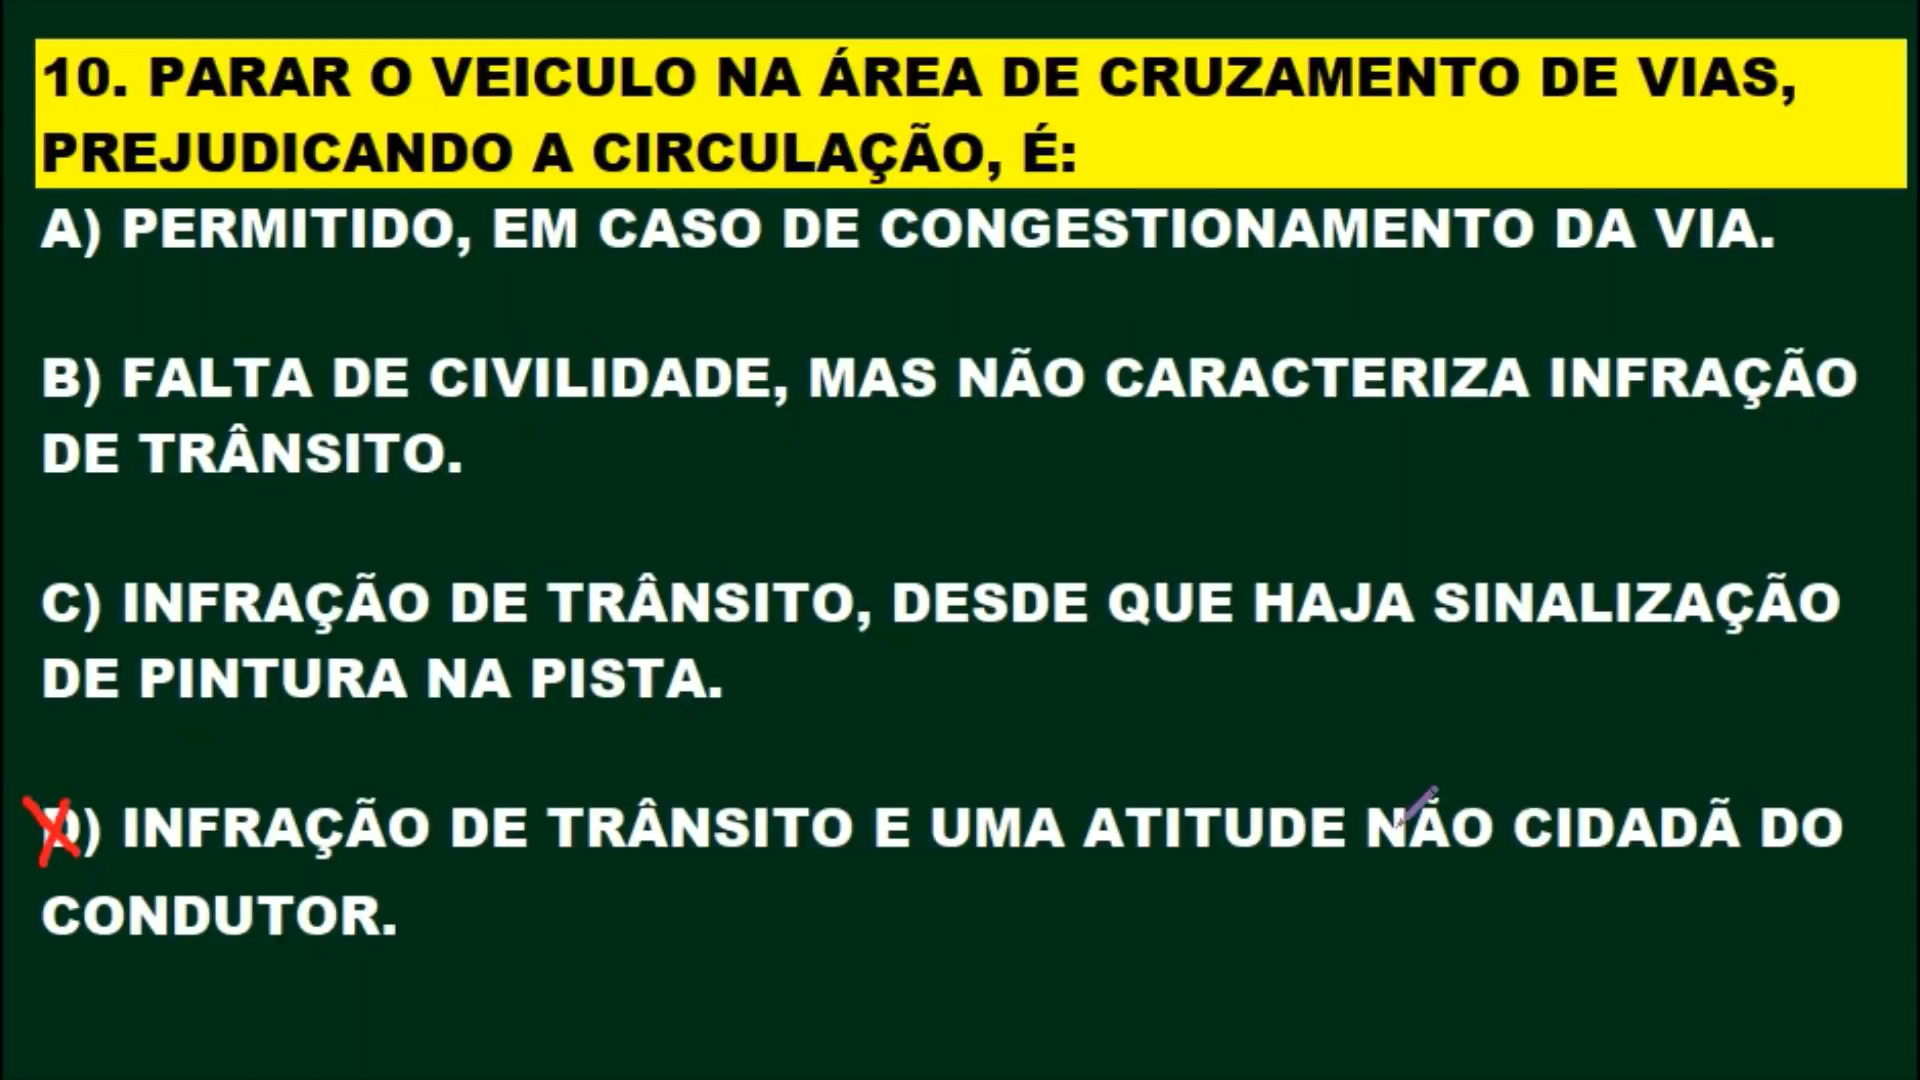 10. PARAR O VEICULO NA ÁREA DE CRUZAMENTO DE VIAS,
PREJUDICANDO A CIRCULAÇÃO, É:
A) PERMITIDO, EM CASO DE CONGESTIONAMENTO DA VIA.
B) FALTA DE CIVILIDADE, MAS NÃO CARACTERIZA INFRAÇÃO
DE TRÂNSITO.
C) INFRAÇÃO DE TRÂNSITO, DESDE QUE HAJA SINALIZAÇÃO
DE PINTURA NA PISTA.
D) INFRAÇÃO DE TRÂNSITO E UMA ATITUDE NÃO CIDADÃ DO
CONDUTOR.